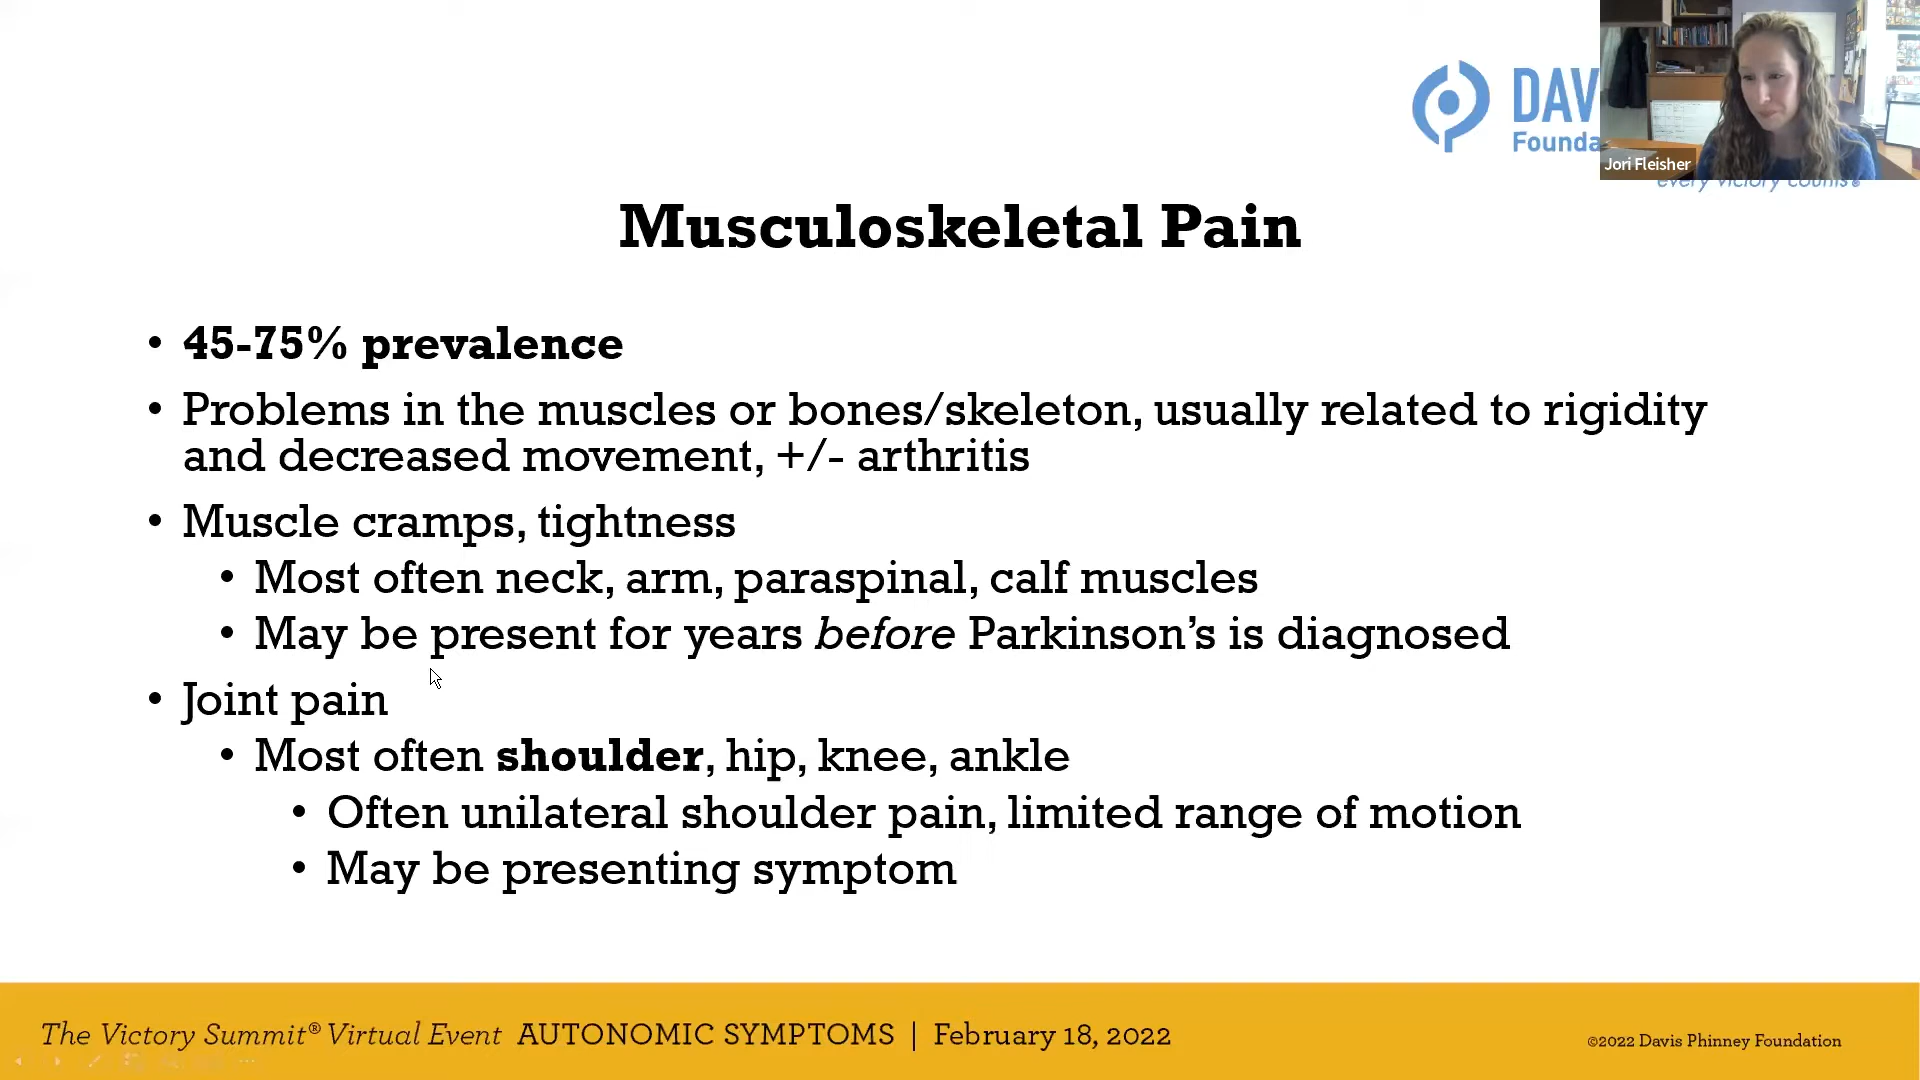 DAV
Founda
Jori Fleisher
every victory counts®
Musculoskeletal Pain
• 45-75% prevalence
• Problems in the muscles or bones/skeleton, usually related to rigidity
and decreased movement, +/- arthritis
• Muscle cramps, tightness
• Most often neck, arm, paraspinal, calf muscles
• May be present for years before Parkinson’s is diagnosed
• Joint pain
• Most often shoulder, hip, knee, ankle
• Often unilateral shoulder pain, limited range of motion
• May be presenting symptom
The Victory Summit® Virtual Event AUTONOMIC SYMPTOMS | February 18, 2022
©2022 Davis Phinney Foundation